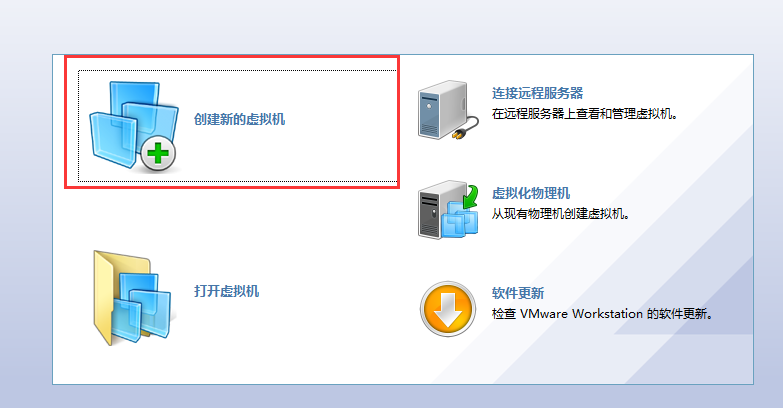 创建新的虚拟机
打开虚拟机
连接远程服务器
在远程服务器上查看和管理虚拟机。
虚拟化物理机
从现有物理机创建虚拟机。
软件更新
检查 VMware Workstation 的软件更新。